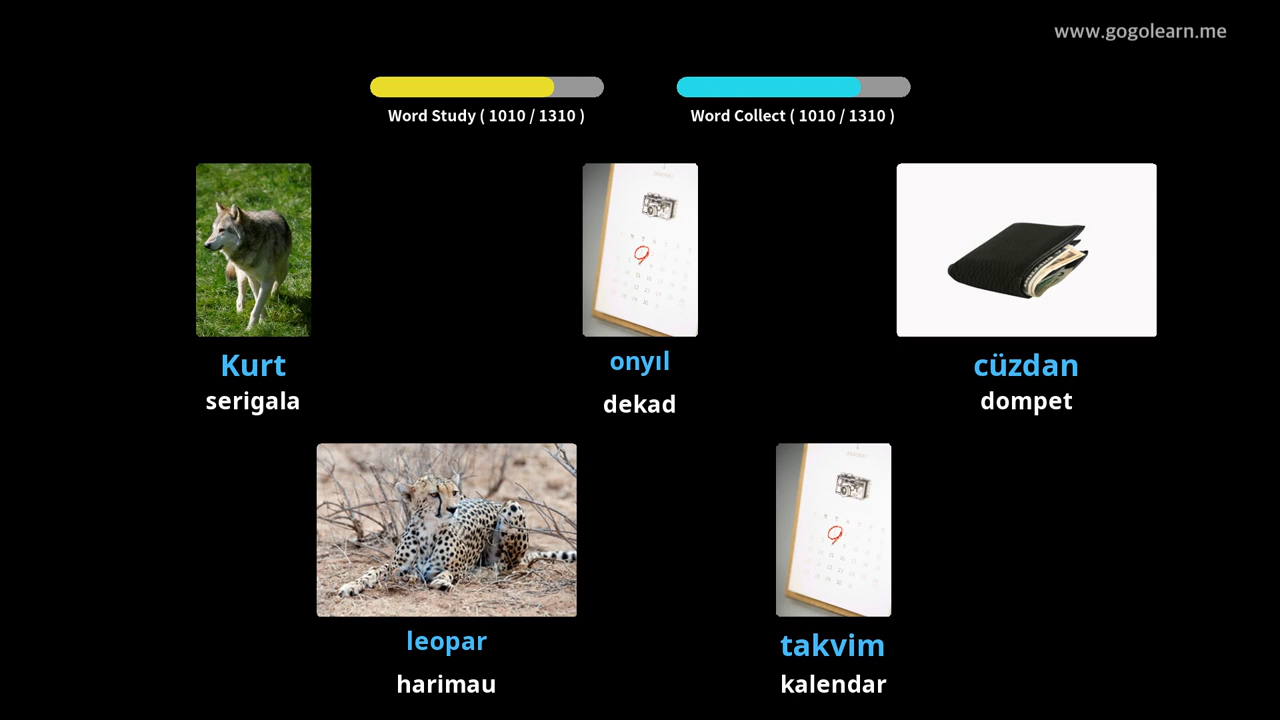 www.gogolearn.me
Word Study ( 1010 / 1310 )
Word Collect ( 1010 / 1310 )
Kurt
serigala
onyıl
dekad
cüzdan
dompet
leopar
harimau
takvim
kalendar